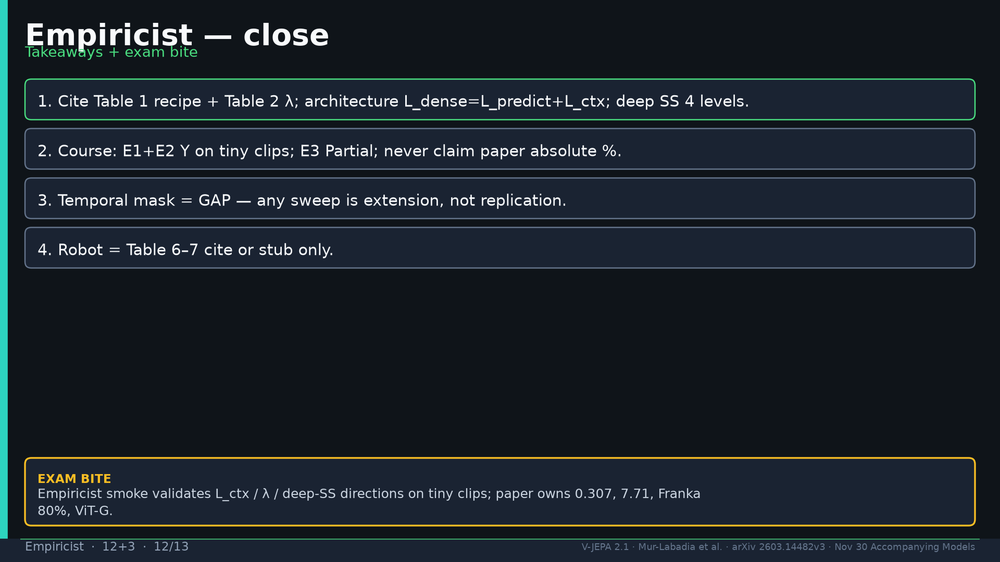 Empiricist — close
Takeaways + exam bite
1. Cite Table 1 recipe + Table 2 λ; architecture L_dense=L_predict+L_ctx; deep SS 4 levels.
2. Course: E1+E2 Y on tiny clips; E3 Partial; never claim paper absolute %.
3. Temporal mask = GAP — any sweep is extension, not replication.
4. Robot = Table 6–7 cite or stub only.
EXAM BITE
Empiricist smoke validates L_ctx / λ / deep-SS directions on tiny clips; paper owns 0.307, 7.71, Franka
80%, ViT-G.
Empiricist · 12+3 · 12/13
V-JEPA 2.1 · Mur-Labadia et al. · arXiv 2603.14482v3 · Nov 30 Accompanying Models